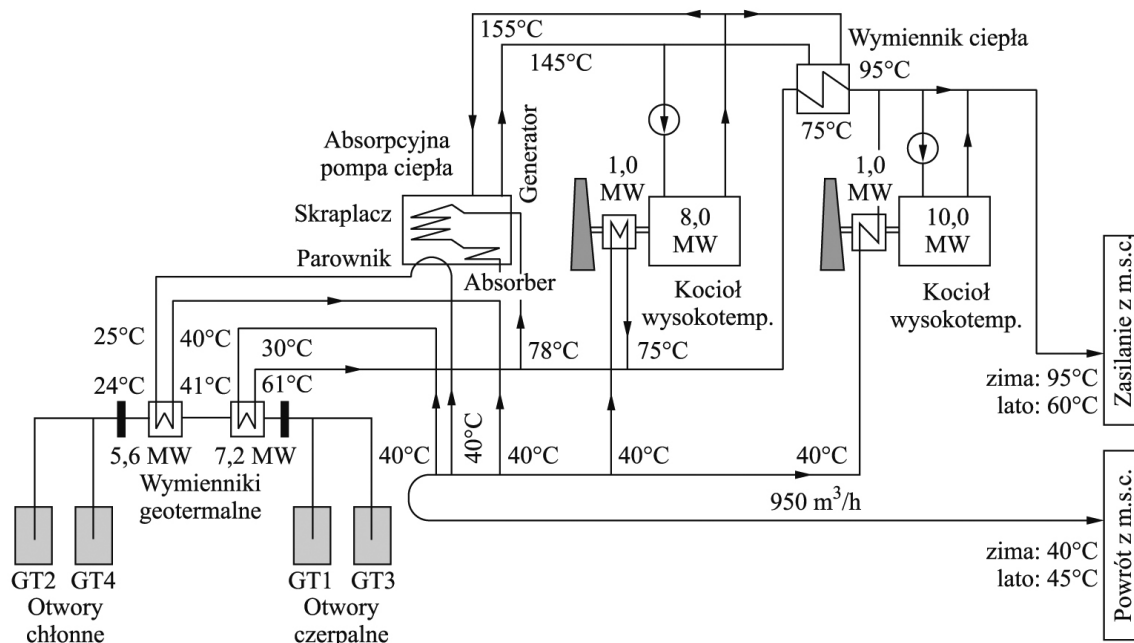 155°C
145°C
Wymiennik ciepła
95°C
75°C
Absorpcyjna
pompa ciepła
Generator
Skraplacz
Parownik
Absorber
1,0
MW
8,0
MW
Kocioł
wysokotemp.
1,0
MW
10,0
MW
Kocioł
wysokotemp.
25°C
40°C
30°C
78°C
75°C
24°C
41°C
61°C
5,6 MW
7,2 MW
Wymienniki
geotermalne
40°C
40°C
40°C
40°C
40°C
950 m³/h
zima: 95°C
lato: 60°C
Zasilanie z m.s.c.
zima: 40°C
lato: 45°C
Powrót z m.s.c.
GT2
GT4
GT1
GT3
Otwory
chłonne
Otwory
czerpalne